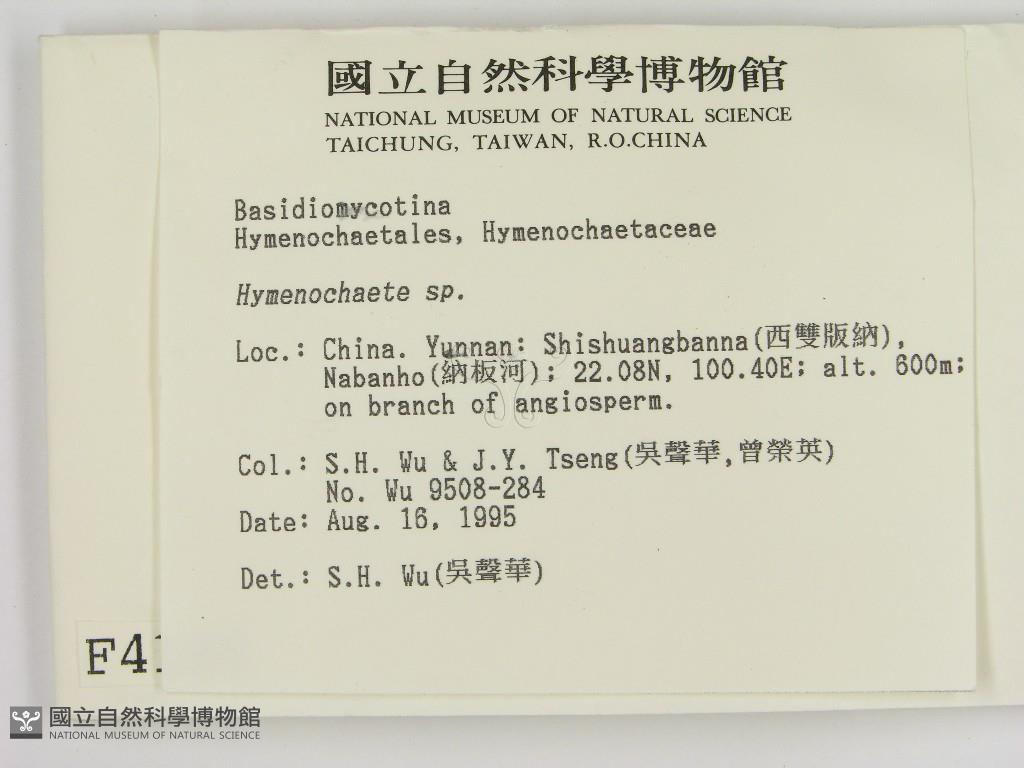 國立自然科學博物館
NATIONAL MUSEUM OF NATURAL SCIENCE
TAICHUNG, TAIWAN, R.O.CHINA
Basidiomycotina
Hymenochaetales, Hymenochaetaceae
Hymenochaete sp.
Loc.: China. Yunnan: Shishuangbanna(西雙版納),
Nabanho(納板河); 22.08N, 100.40E; alt. 600m;
on branch of angiosperm.
Col.: S.H. Wu & J.Y. Tseng(吳聲華,曾榮英)
No. Wu 9508-284
Date: Aug. 16, 1995
Det.: S.H. Wu(吳聲華)
F41
國立自然科學博物館
NATIONAL MUSEUM OF NATURAL SCIENCE